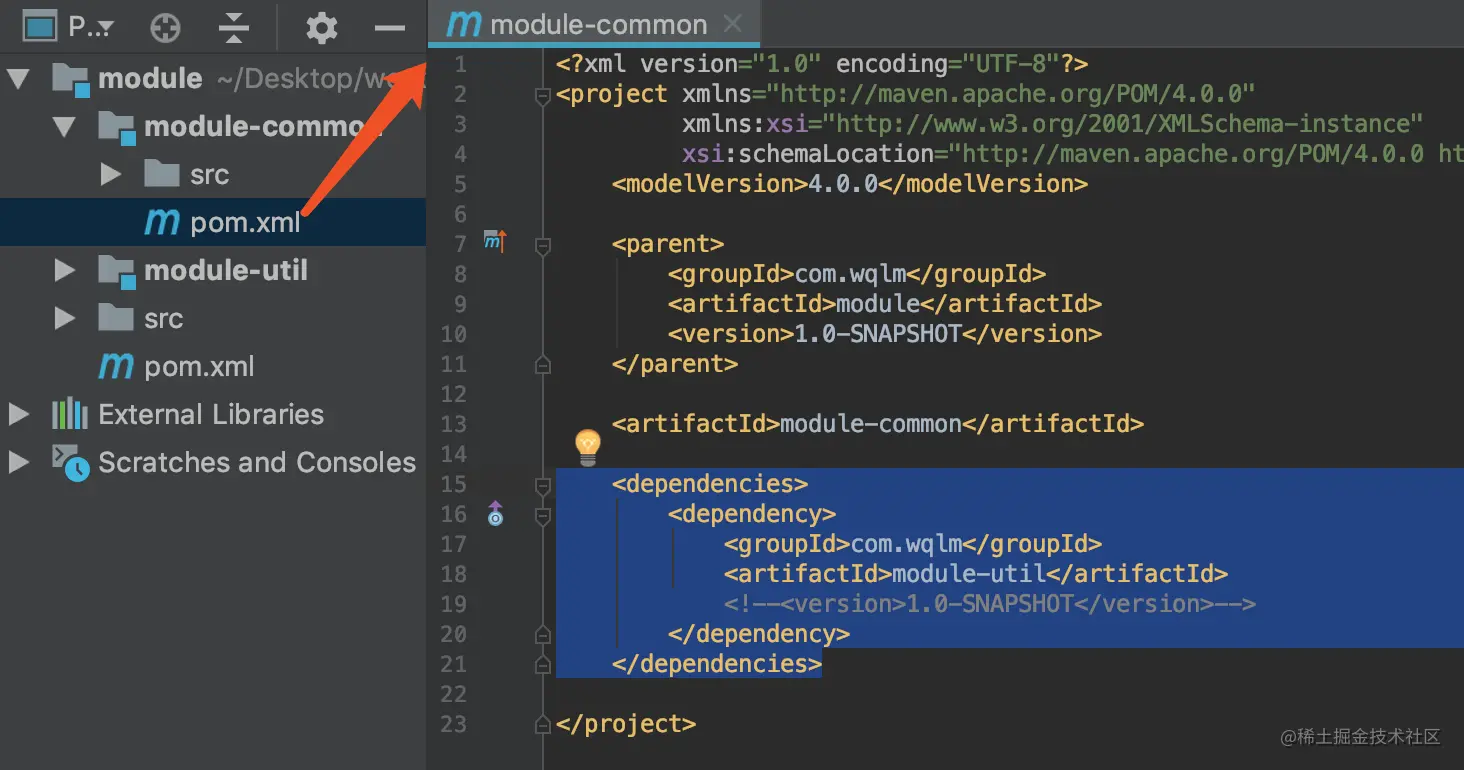 P...
module ~/Desktop/we
module-common
src
pom.xml
module-util
src
pom.xml
External Libraries
Scratches and Consoles
module-common
1 <?xml version="1.0" encoding="UTF-8"?>
2 <project xmlns="http://maven.apache.org/POM/4.0.0"
3 xmlns:xsi="http://www.w3.org/2001/XMLSchema-instance"
4 xsi:schemaLocation="http://maven.apache.org/POM/4.0.0 ht
5 <modelVersion>4.0.0</modelVersion>
6
7 <parent>
8 <groupId>com.wqlm</groupId>
9 <artifactId>module</artifactId>
10 <version>1.0-SNAPSHOT</version>
11 </parent>
12
13 <artifactId>module-common</artifactId>
14
15 <dependencies>
16 <dependency>
17 <groupId>com.wqlm</groupId>
18 <artifactId>module-util</artifactId>
19 <!--<version>1.0-SNAPSHOT</version>-->
20 </dependency>
21 </dependencies>
22
23 </project>
@稀土掘金技术社区